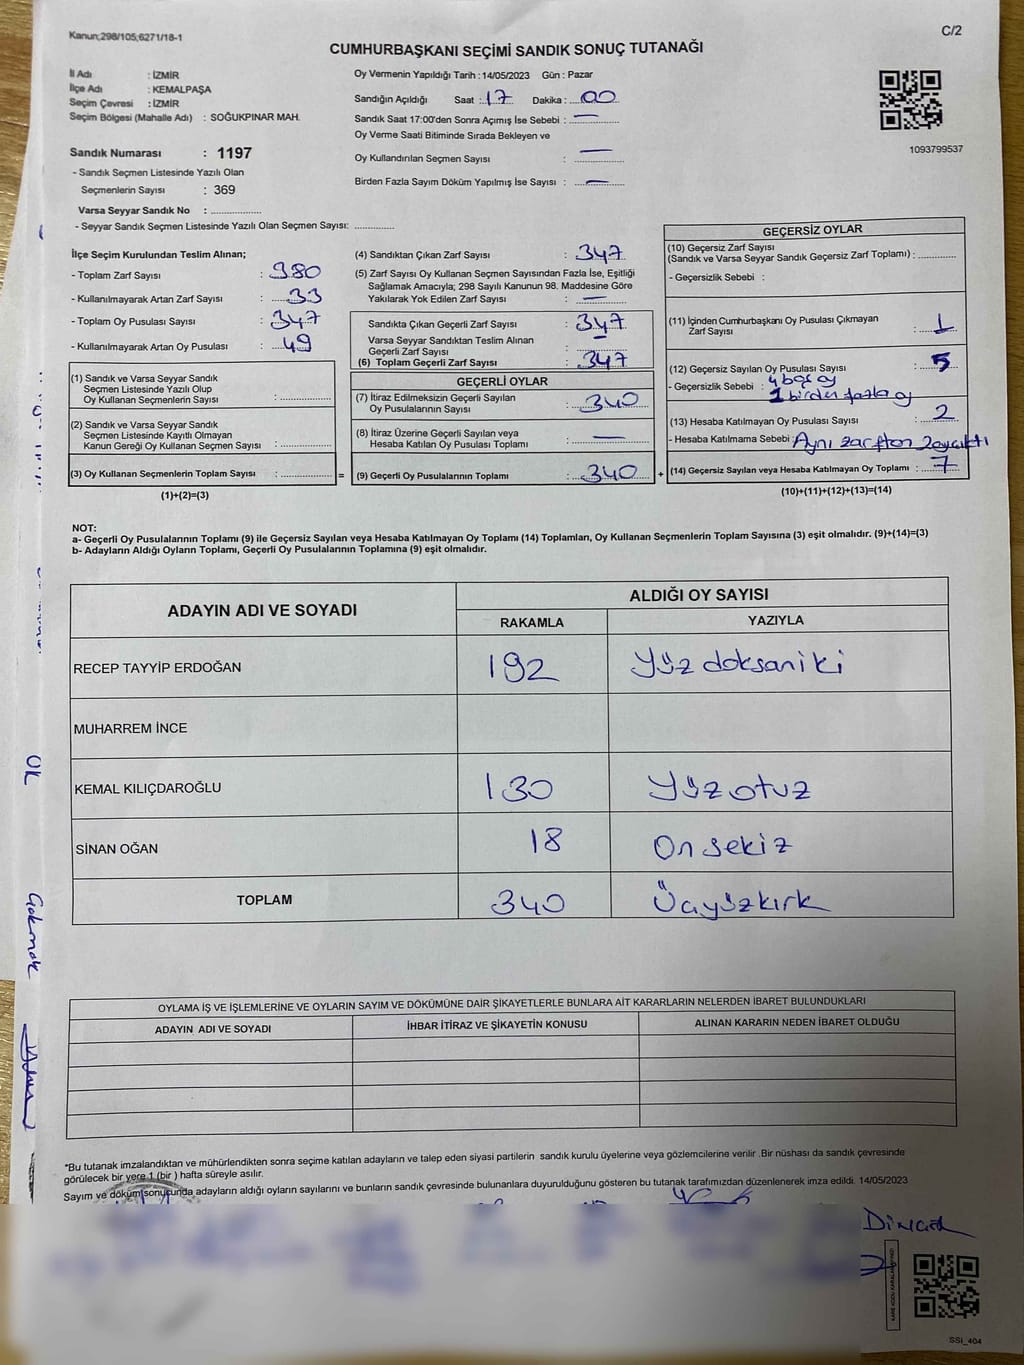 Kanun;298/105;6271/18-1
C/2
CUMHURBAŞKANI SEÇİMİ SANDIK SONUÇ TUTANAĞI
İl Adı : İZMİR
İlçe Adı : KEMALPAŞA
Seçim Çevresi : İZMİR
Seçim Bölgesi (Mahalle Adı) : SOĞUKPINAR MAH.
Sandık Numarası : 1197
- Sandık Seçmen Listesinde Yazılı Olan
Seçmenlerin Sayısı : 369
Varsa Seyyar Sandık No : ..............
- Seyyar Sandık Seçmen Listesinde Yazılı Olan Seçmen Sayısı: ............
Oy Vermenin Yapıldığı Tarih : 14/05/2023 Gün : Pazar
Sandığın Açıldığı Saat : 17 Dakika : 00
Sandık Saat 17:00'den Sonra Açımış İse Sebebi : —
Oy Verme Saati Bitiminde Sırada Bekleyen ve
Oy Kullandırılan Seçmen Sayısı : —
Birden Fazla Sayım Döküm Yapılmış İse Sayısı : —
1093799537
İlçe Seçim Kurulundan Teslim Alınan;
- Toplam Zarf Sayısı : 380
- Kullanılmayarak Artan Zarf Sayısı : 33
- Toplam Oy Pusulası Sayısı : 347
- Kullanılmayarak Artan Oy Pusulası : 49
(1) Sandık ve Varsa Seyyar Sandık
Seçmen Listesinde Yazılı Olup
Oy Kullanan Seçmenlerin Sayısı : ..............
(2) Sandık ve Varsa Seyyar Sandık
Seçmen Listesinde Kayıtlı Olmayan
Kanun Gereği Oy Kullanan Seçmen Sayısı : ..............
(3) Oy Kullanan Seçmenlerin Toplam Sayısı : ..............
(1)+(2)=(3)
(4) Sandıktan Çıkan Zarf Sayısı : 347
(5) Zarf Sayısı Oy Kullanan Seçmen Sayısından Fazla İse, Eşitliği
Sağlamak Amacıyla; 298 Sayılı Kanunun 98. Maddesine Göre
Yakılarak Yok Edilen Zarf Sayısı : —
Sandıkta Çıkan Geçerli Zarf Sayısı : 347
Varsa Seyyar Sandıktan Teslim Alınan
Geçerli Zarf Sayısı : —
(6) Toplam Geçerli Zarf Sayısı : 347
GEÇERLİ OYLAR
(7) İtiraz Edilmeksizin Geçerli Sayılan
Oy Pusulalarının Sayısı : 340
(8) İtiraz Üzerine Geçerli Sayılan veya
Hesaba Katılan Oy Pusulası Toplamı : —
= (9) Geçerli Oy Pusulalarının Toplamı : 340 +
GEÇERSİZ OYLAR
(10) Geçersiz Zarf Sayısı
(Sandık ve Varsa Seyyar Sandık Geçersiz Zarf Toplamı) : ............
- Geçersizlik Sebebi :
(11) İçinden Cumhurbaşkanı Oy Pusulası Çıkmayan
Zarf Sayısı : 1
(12) Geçersiz Sayılan Oy Pusulası Sayısı : 5
- Geçersizlik Sebebi : 4 boş oy
1 birden fazla oy
(13) Hesaba Katılmayan Oy Pusulası Sayısı : 2
- Hesaba Katılmama Sebebi : Aynı zarftan 2 oy çıktı
(14) Geçersiz Sayılan veya Hesaba Katılmayan Oy Toplamı : 7
(10)+(11)+(12)+(13)=(14)
NOT:
a- Geçerli Oy Pusulalarının Toplamı (9) ile Geçersiz Sayılan veya Hesaba Katılmayan Oy Toplamı (14) Toplamları, Oy Kullanan Seçmenlerin Toplam Sayısına (3) eşit olmalıdır. (9)+(14)=(3)
b- Adayların Aldığı Oyların Toplamı, Geçerli Oy Pusulalarının Toplamına (9) eşit olmalıdır.
ADAYIN ADI VE SOYADI
ALDIĞI OY SAYISI
RAKAMLA YAZIYLA
RECEP TAYYİP ERDOĞAN 192 Yüz doksan iki
MUHARREM İNCE
KEMAL KILIÇDAROĞLU 130 Yüz otuz
SİNAN OĞAN 18 On sekiz
TOPLAM 340 Üçyüzkırk
OYLAMA İŞ VE İŞLEMLERİNE VE OYLARIN SAYIM VE DÖKÜMÜNE DAİR ŞİKAYETLERLE BUNLARA AİT KARARLARIN NELERDEN İBARET BULUNDUKLARI
ADAYIN ADI VE SOYADI İHBAR İTİRAZ VE ŞİKAYETİN KONUSU ALINAN KARARIN NEDEN İBARET OLDUĞU
*Bu tutanak imzalandıktan ve mühürlendikten sonra seçime katılan adayların ve talep eden siyasi partilerin sandık kurulu üyelerine veya gözlemcilerine verilir .Bir nüshası da sandık çevresinde
görülecek bir yere 1 (bir ) hafta süreyle asılır.
Sayım ve döküm sonucunda adayların aldığı oyların sayılarını ve bunların sandık çevresinde bulunanlara duyurulduğunu gösteren bu tutanak tarafımızdan düzenlenerek imza edildi. 14/05/2023
SSI_404